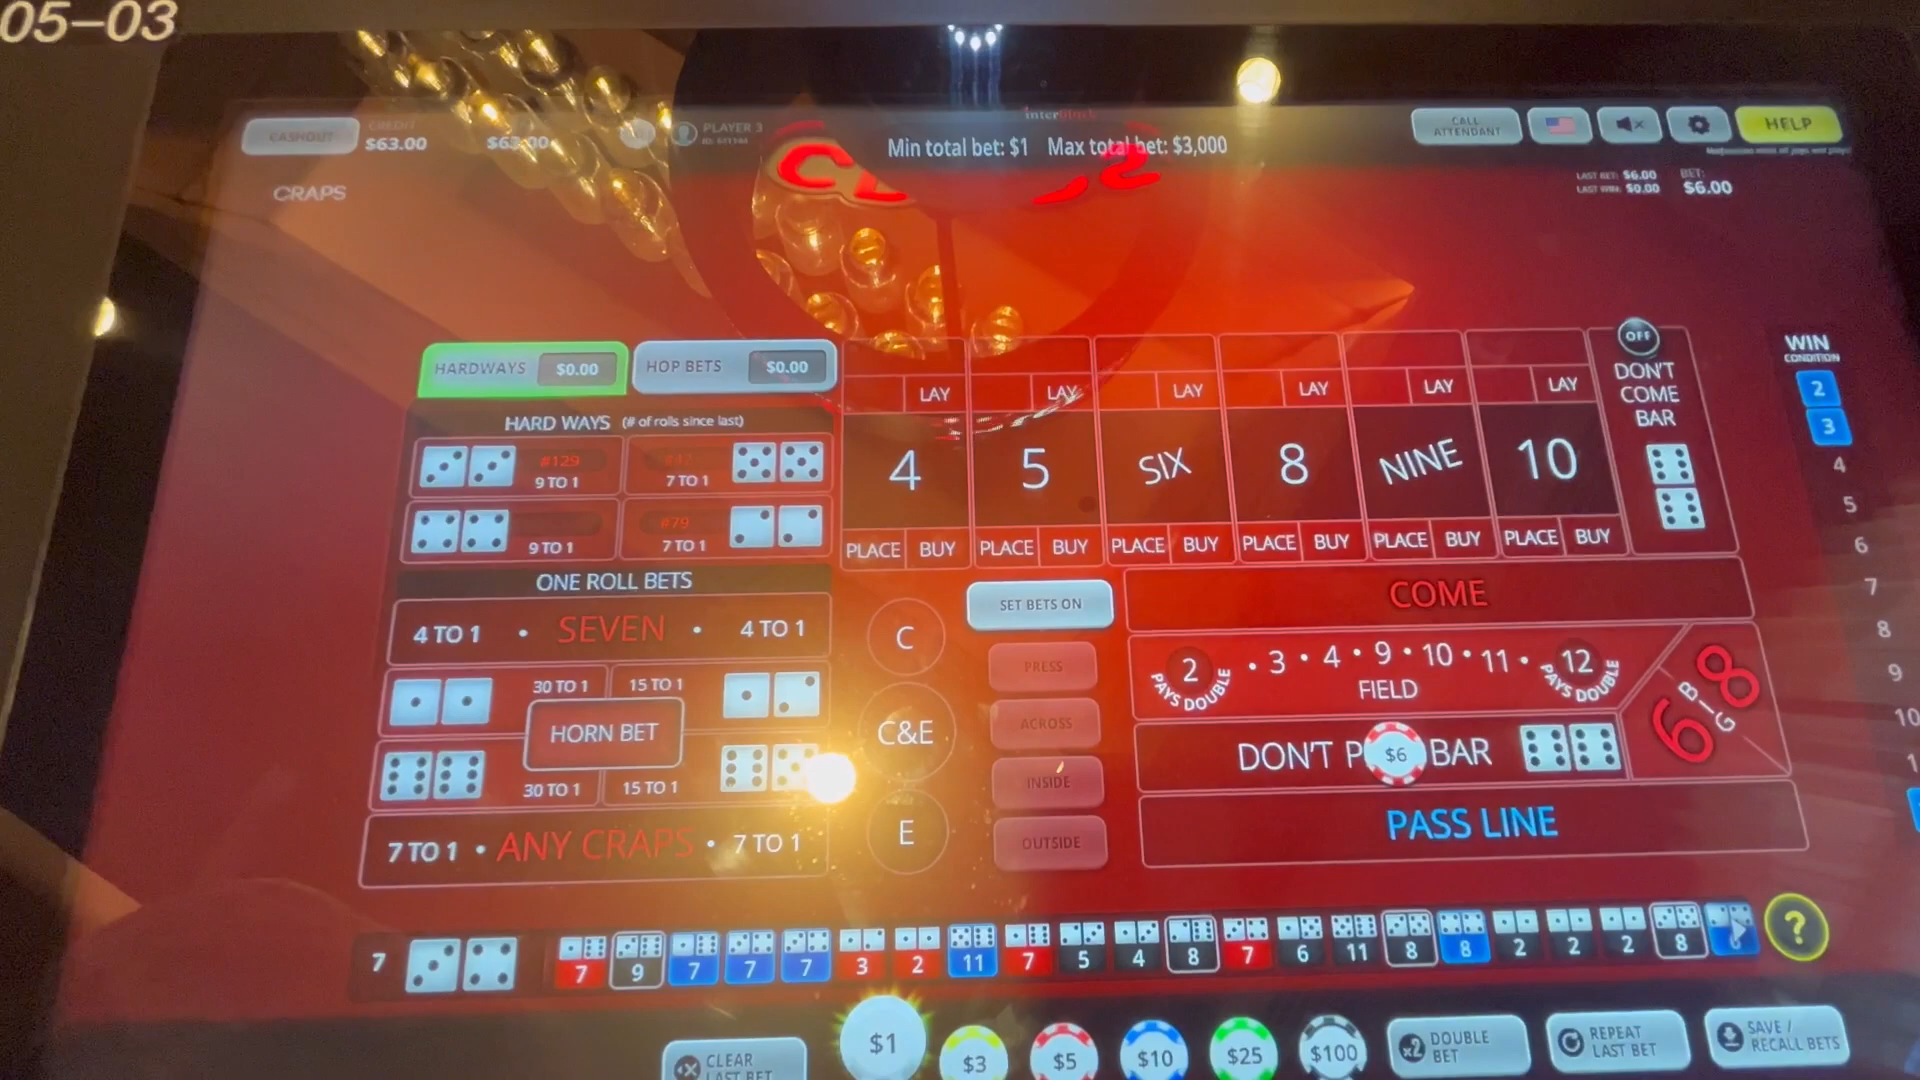 05-03
interblock
CASHOUT
CREDIT
$63.00
$63.00
PLAYER 3
Min total bet: $1 Max total bet: $3,000
CALL ATTENDANT
HELP
CRAPS
LAST BET: $6.00
LAST WIN: $0.00
BET:
$6.00
HARDWAYS $0.00
HOP BETS $0.00
HARD WAYS (# of rolls since last)
#129
9 TO 1
7 TO 1
9 TO 1
#79
7 TO 1
LAY LAY LAY LAY LAY LAY
4 5 SIX 8 NINE 10
PLACE BUY PLACE BUY PLACE BUY PLACE BUY PLACE BUY PLACE BUY
OFF
DON'T
COME
BAR
WIN
CONDITION
2
3
4
5
6
7
8
9
10
ONE ROLL BETS
4 TO 1 • SEVEN • 4 TO 1
30 TO 1 15 TO 1
HORN BET
30 TO 1 15 TO 1
7 TO 1 • ANY CRAPS • 7 TO 1
C
C&E
E
SET BETS ON
PRESS
ACROSS
INSIDE
OUTSIDE
COME
2 • 3 • 4 • 9 • 10 • 11 • 12
PAYS DOUBLE FIELD PAYS DOUBLE
DON'T P $6 BAR
BIG
6 8
PASS LINE
7 7 9 7 7 7 3 2 11 7 5 4 8 7 6 11 8 8 2 2 2 8
?
CLEAR
LAST BET
$1 $3 $5 $10 $25 $100
x2 DOUBLE
BET
REPEAT
LAST BET
SAVE /
RECALL BETS